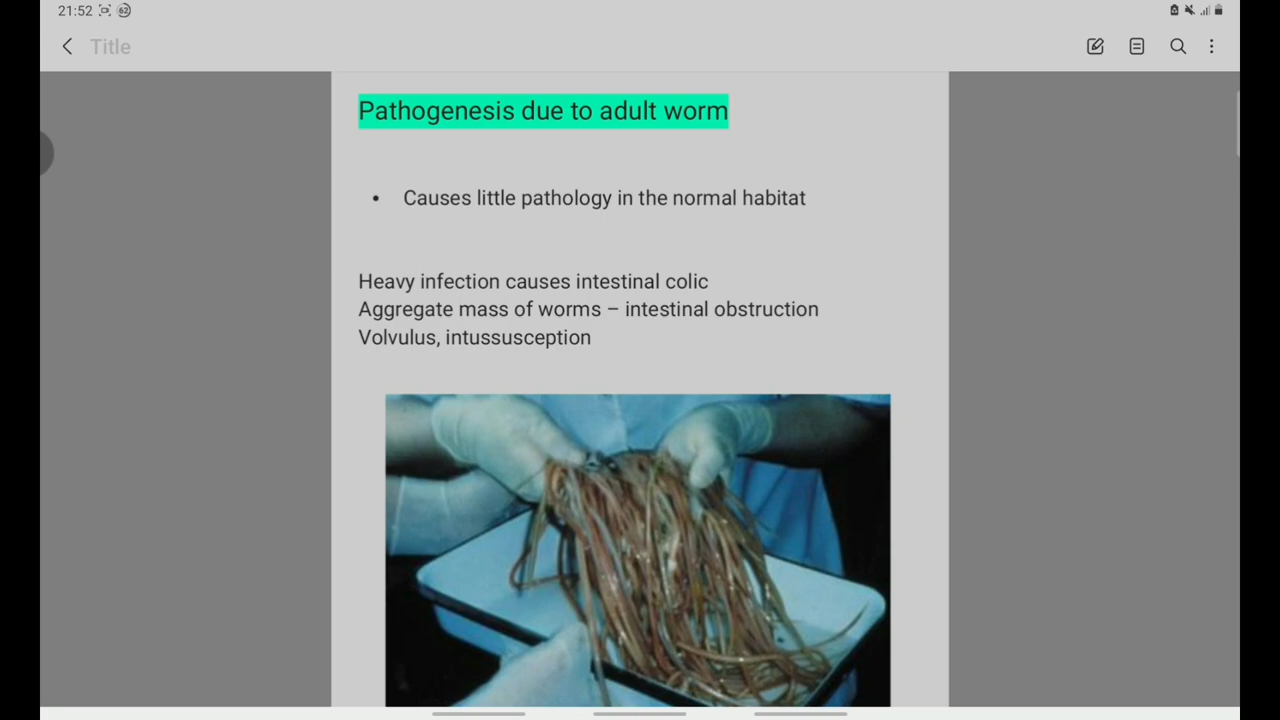 21:52
62
Title
Pathogenesis due to adult worm
• Causes little pathology in the normal habitat
Heavy infection causes intestinal colic
Aggregate mass of worms – intestinal obstruction
Volvulus, intussusception